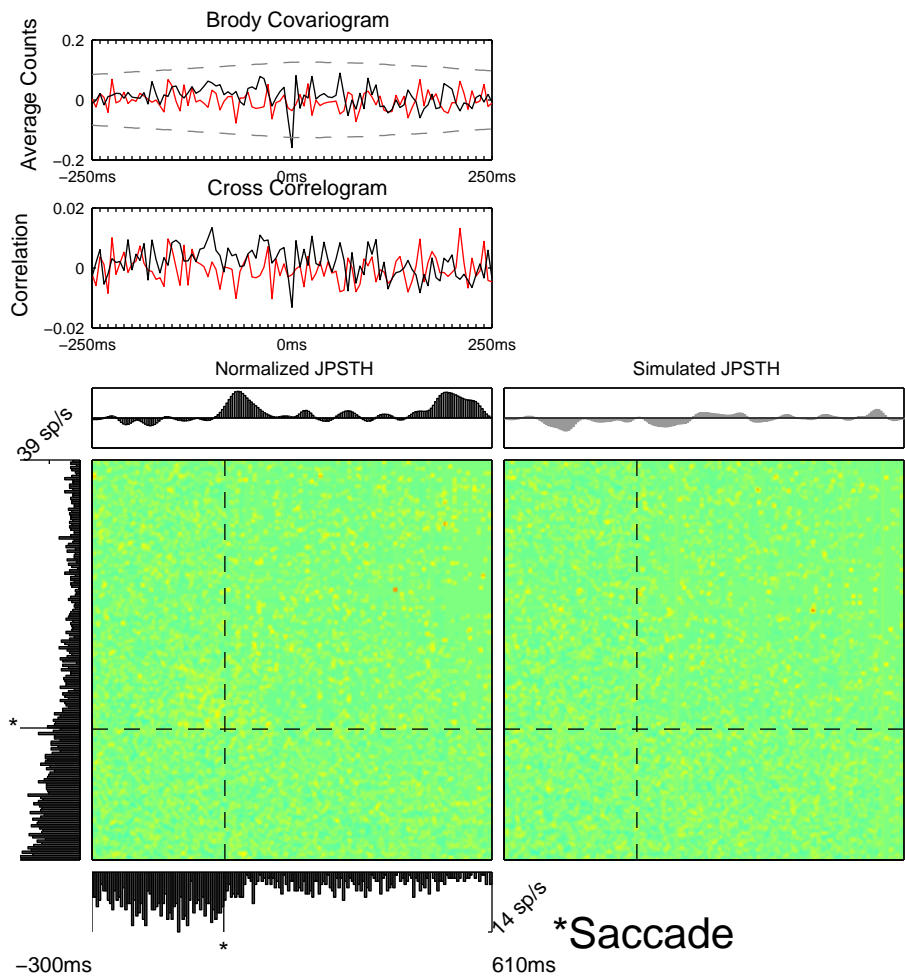 Brody Covariogram
Average Counts
0.2
0
−0.2
−250ms
0ms
250ms
Cross Correlogram
Correlation
0.02
0
−0.02
−250ms
0ms
250ms
Normalized JPSTH
Simulated JPSTH
39 sp/s
*
*
14 sp/s
*Saccade
−300ms
610ms